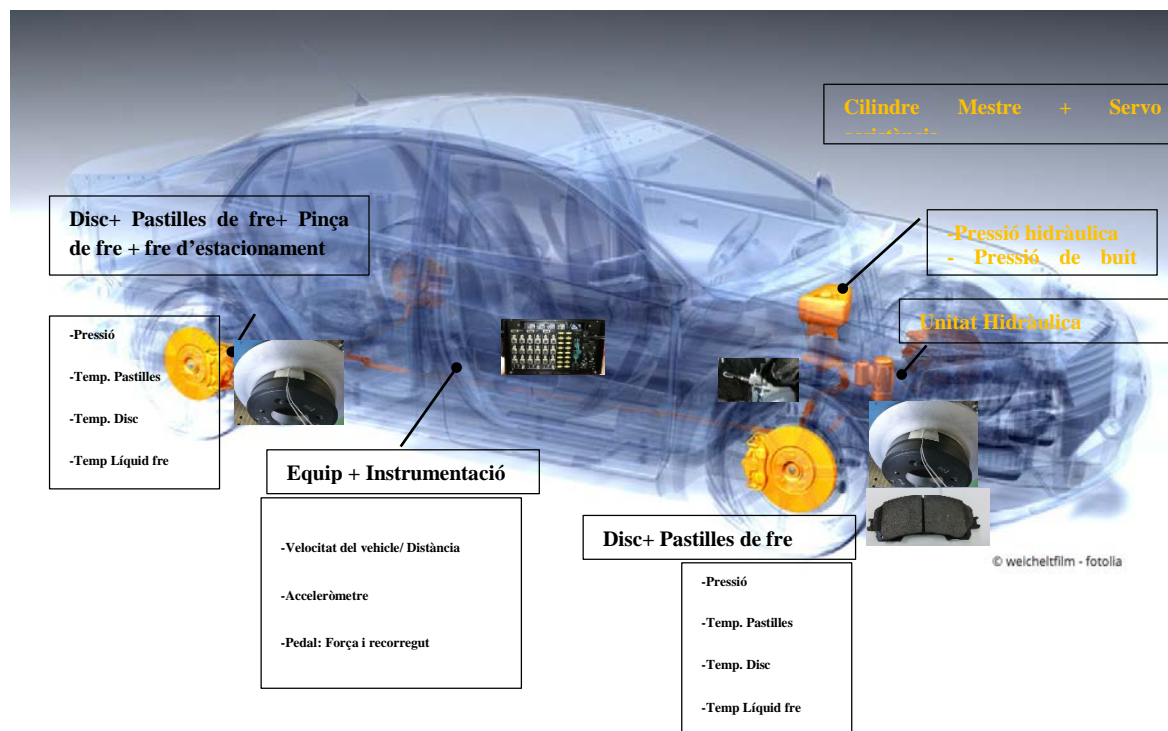 Cilindre Mestre + Servo
Disc+ Pastilles de fre+ Pinça
de fre + fre d'estacionament
-Pressió hidràulica
- Pressió de buit
Unitat Hidràulica
-Pressió
-Temp. Pastilles
-Temp. Disc
-Temp Líquid fre
Equip + Instrumentació
-Velocitat del vehicle/ Distància
-Acceleròmetre
-Pedal: Força i recorregut
Disc+ Pastilles de fre
-Pressió
-Temp. Pastilles
-Temp. Disc
-Temp Líquid fre
© weicheltfilm - fotolia